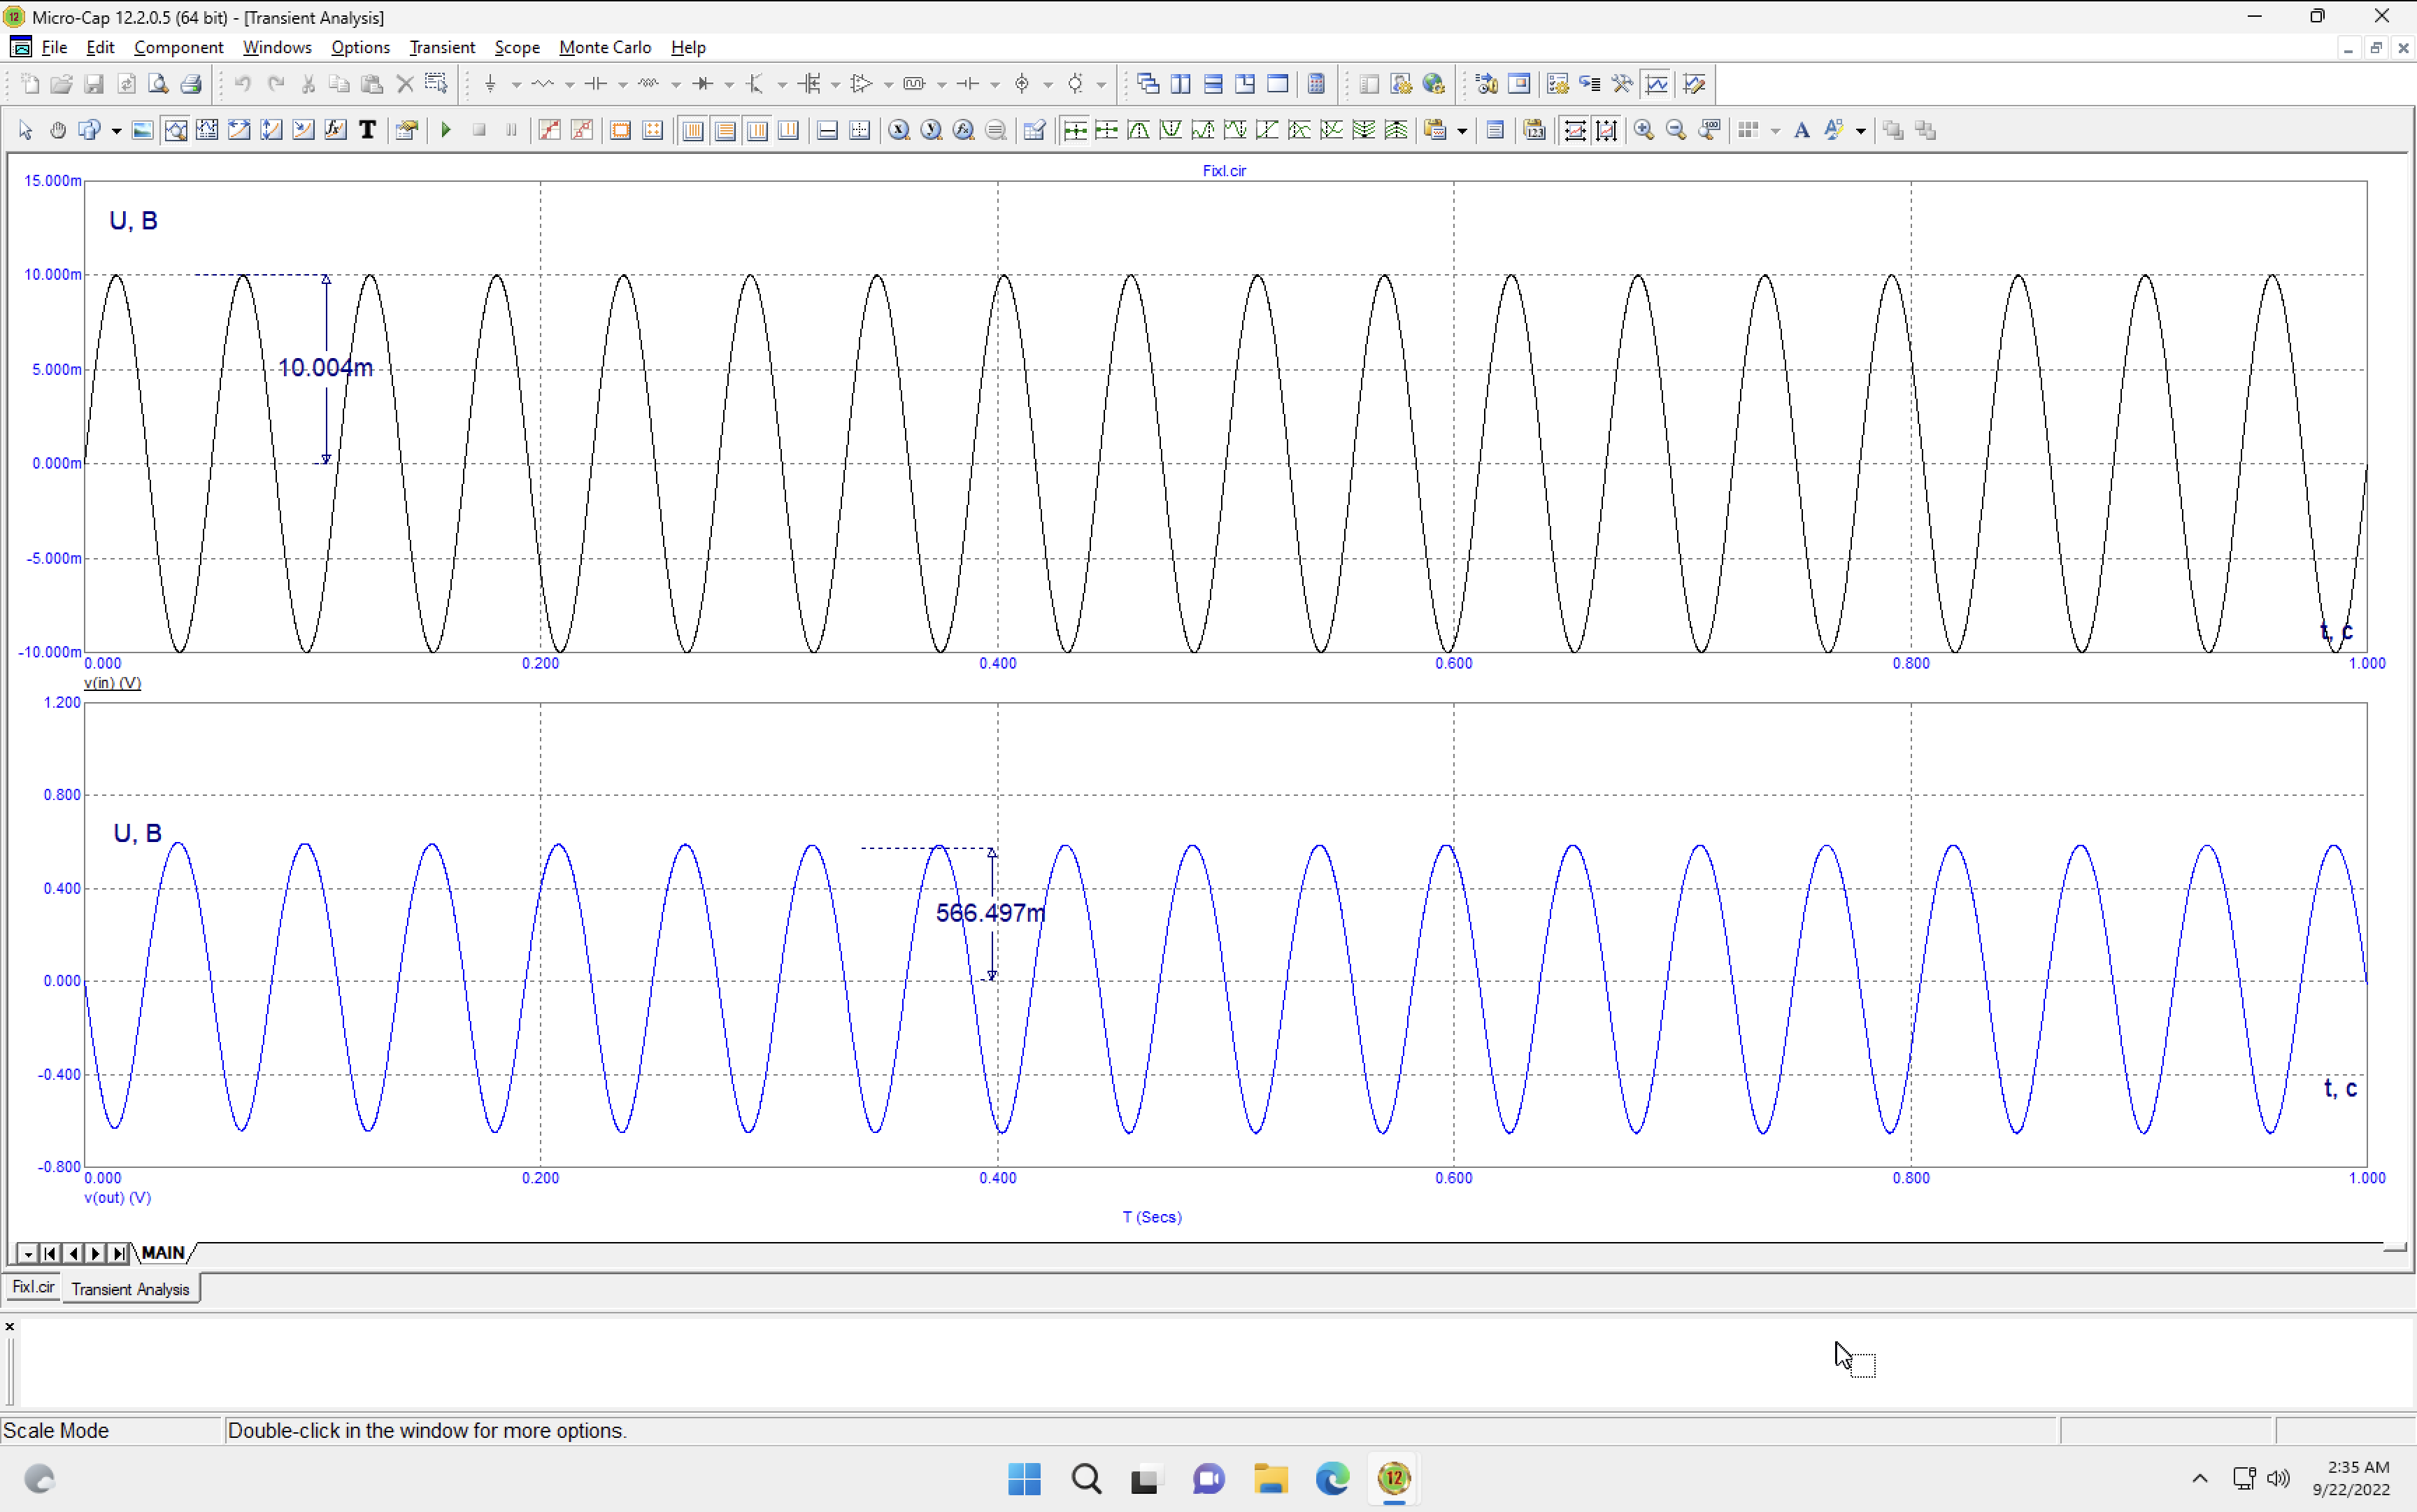 Micro-Cap 12.2.0.5 (64 bit) - [Transient Analysis]
File Edit Component Windows Options Transient Scope Monte Carlo Help
Fixl.cir
15.000m
U, B
10.000m
10.004m
5.000m
0.000m
-5.000m
-10.000m
t, c
0.000 0.200 0.400 0.600 0.800 1.000
v(in) (V)
1.200
0.800
U, B
0.400
566.497m
0.000
-0.400
t, c
-0.800
0.000 0.200 0.400 0.600 0.800 1.000
v(out) (V)
T (Secs)
MAIN
Fixl.cir Transient Analysis
Scale Mode Double-click in the window for more options.
12
2:35 AM
9/22/2022